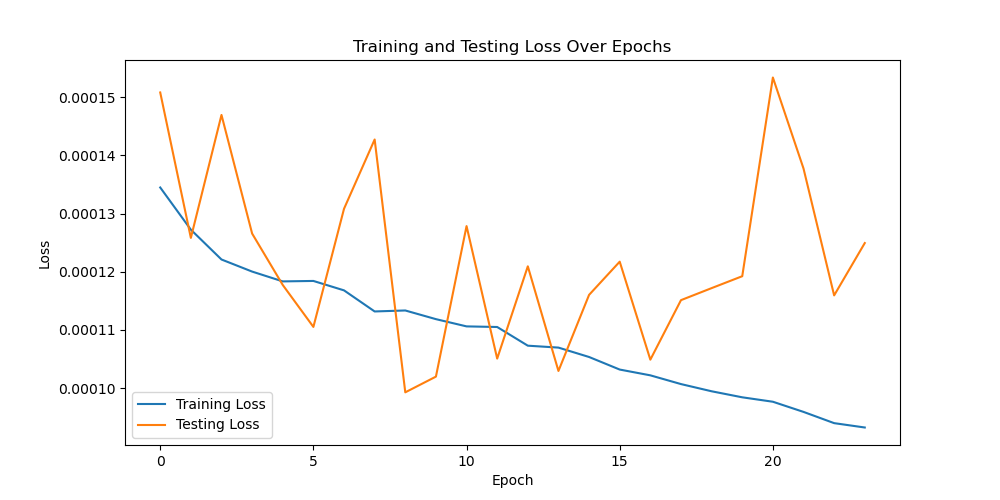 Training and Testing Loss Over Epochs
Loss
0.00015
0.00014
0.00013
0.00012
0.00011
0.00010
Training Loss
Testing Loss
0 5 10 15 20
Epoch